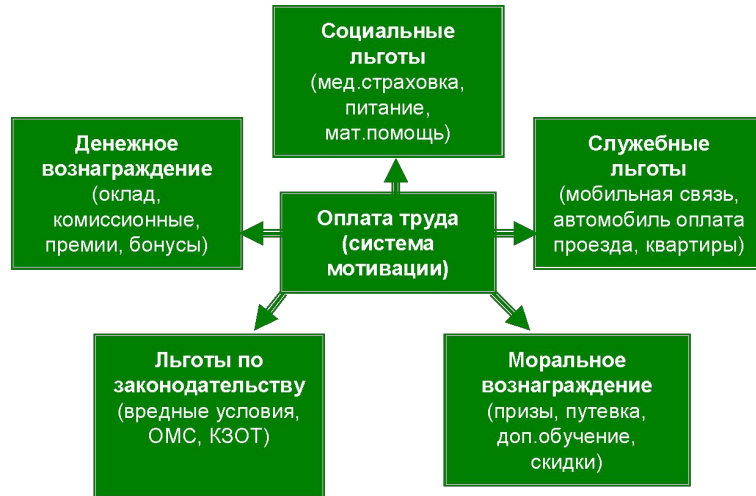 Социальные
льготы
(мед.страховка,
питание,
мат.помощь)
Денежное
вознаграждение
(оклад,
комиссионные,
премии, бонусы)
Служебные
льготы
(мобильная связь,
автомобиль оплата
проезда, квартиры)
Оплата труда
(система
мотивации)
Льготы по
законодательству
(вредные условия,
ОМС, КЗОТ)
Моральное
вознаграждение
(призы, путевка,
доп.обучение,
скидки)